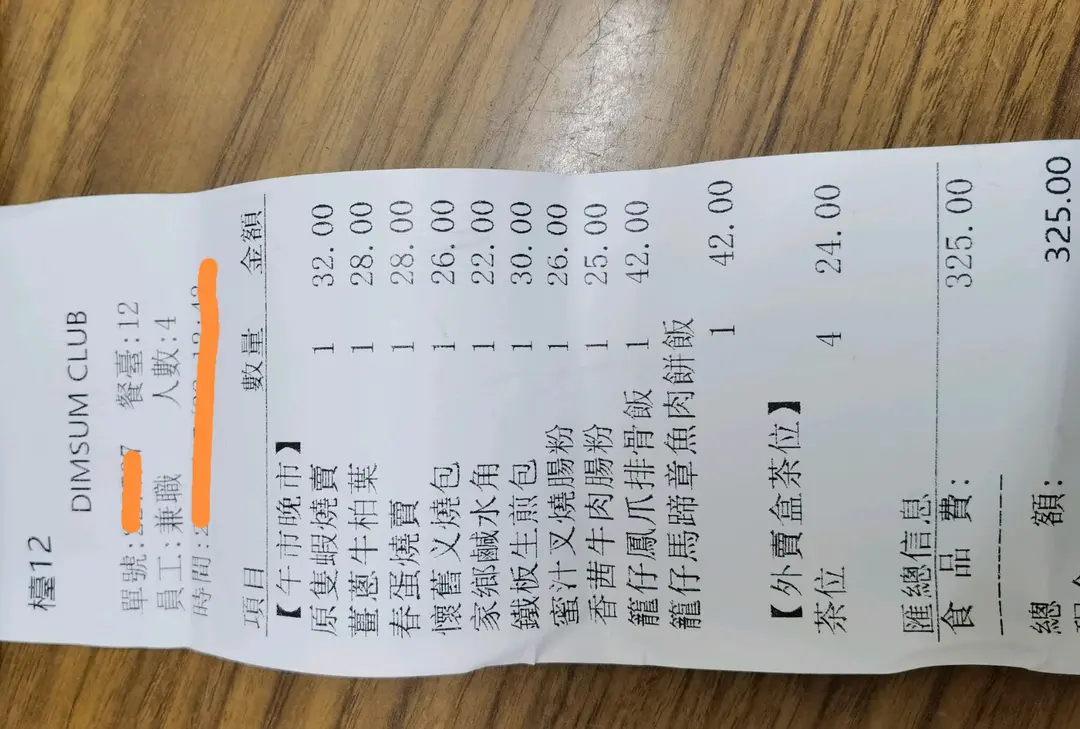 檯12
DIMSUM CLUB
單號: 餐臺:12
員工:兼職 人數:4
時間:
項目 數量 金額
【午市晚市】
原隻蝦燒賣 1 32.00
薑蔥牛柏葉 1 28.00
春蛋燒賣 1 28.00
懷舊义燒包 1 26.00
家鄉鹹水角 1 22.00
鐵板生煎包 1 30.00
蜜汁叉燒腸粉 1 26.00
香茜牛肉腸粉 1 25.00
籠仔鳳爪排骨飯 1 42.00
籠仔馬蹄章魚肉餅飯
1 42.00
【外賣盒茶位】
茶位 4 24.00
匯總信息
食品費: 325.00
總額: 325.00